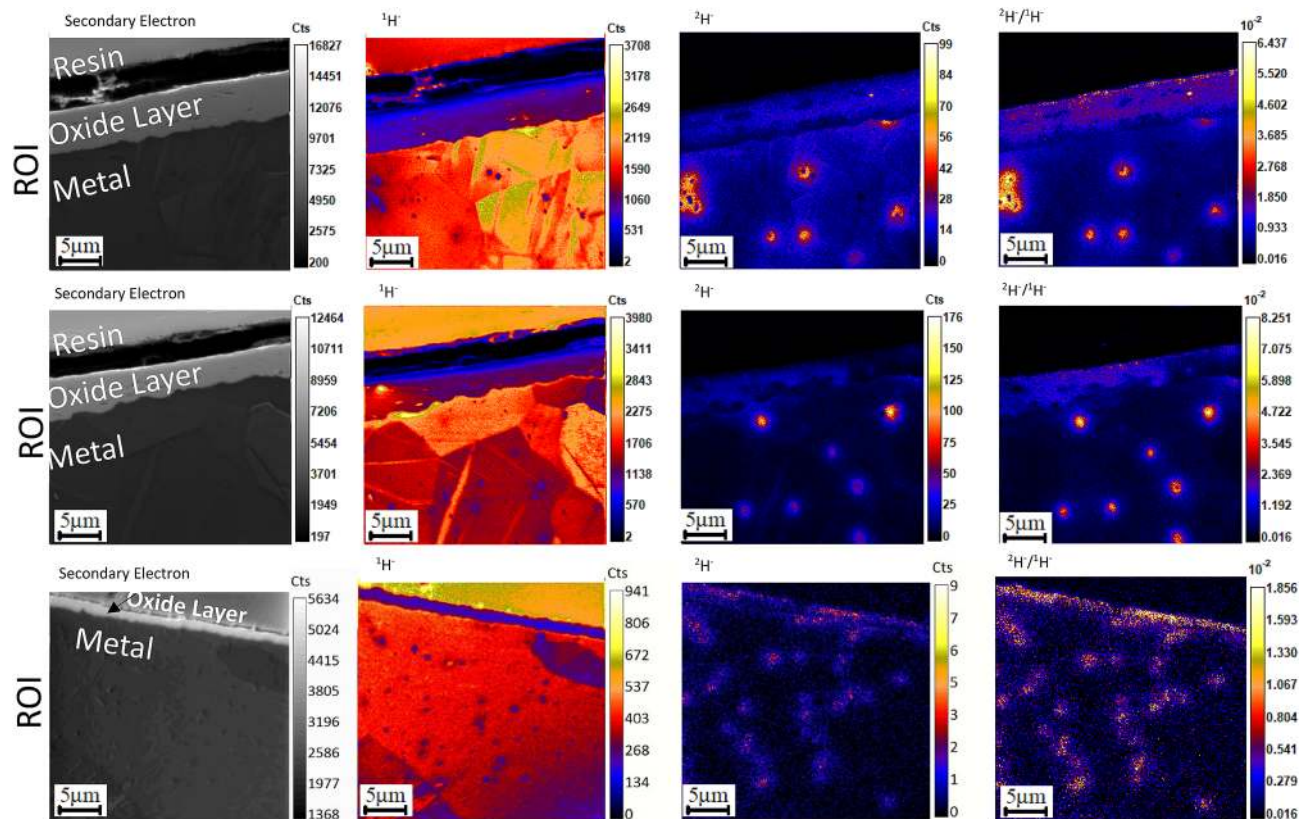 Secondary Electron
Cts
¹H⁻
Cts
²H⁻
Cts
²H⁻/¹H⁻
10⁻²
ROI
Resin
Oxide Layer
Metal
5µm
16827
14451
12076
9701
7325
4950
2575
200
5µm
3708
3178
2649
2119
1590
1060
531
2
5µm
99
84
70
56
42
28
14
0
5µm
6.437
5.520
4.602
3.685
2.768
1.850
0.933
0.016
Secondary Electron
Cts
¹H⁻
Cts
²H⁻
Cts
²H⁻/¹H⁻
10⁻²
ROI
Resin
Oxide Layer
Metal
5µm
12464
10711
8959
7206
5454
3701
1949
197
5µm
3980
3411
2843
2275
1706
1138
570
2
5µm
176
150
125
100
75
50
25
0
5µm
8.251
7.075
5.898
4.722
3.545
2.369
1.192
0.016
Secondary Electron
Cts
¹H⁻
Cts
²H⁻
Cts
²H⁻/¹H⁻
10⁻²
ROI
Oxide Layer
Metal
5µm
5634
5024
4415
3805
3196
2586
1977
1368
5µm
941
806
672
537
403
268
134
0
5µm
9
7
6
5
3
2
1
0
5µm
1.856
1.593
1.330
1.067
0.804
0.541
0.279
0.016